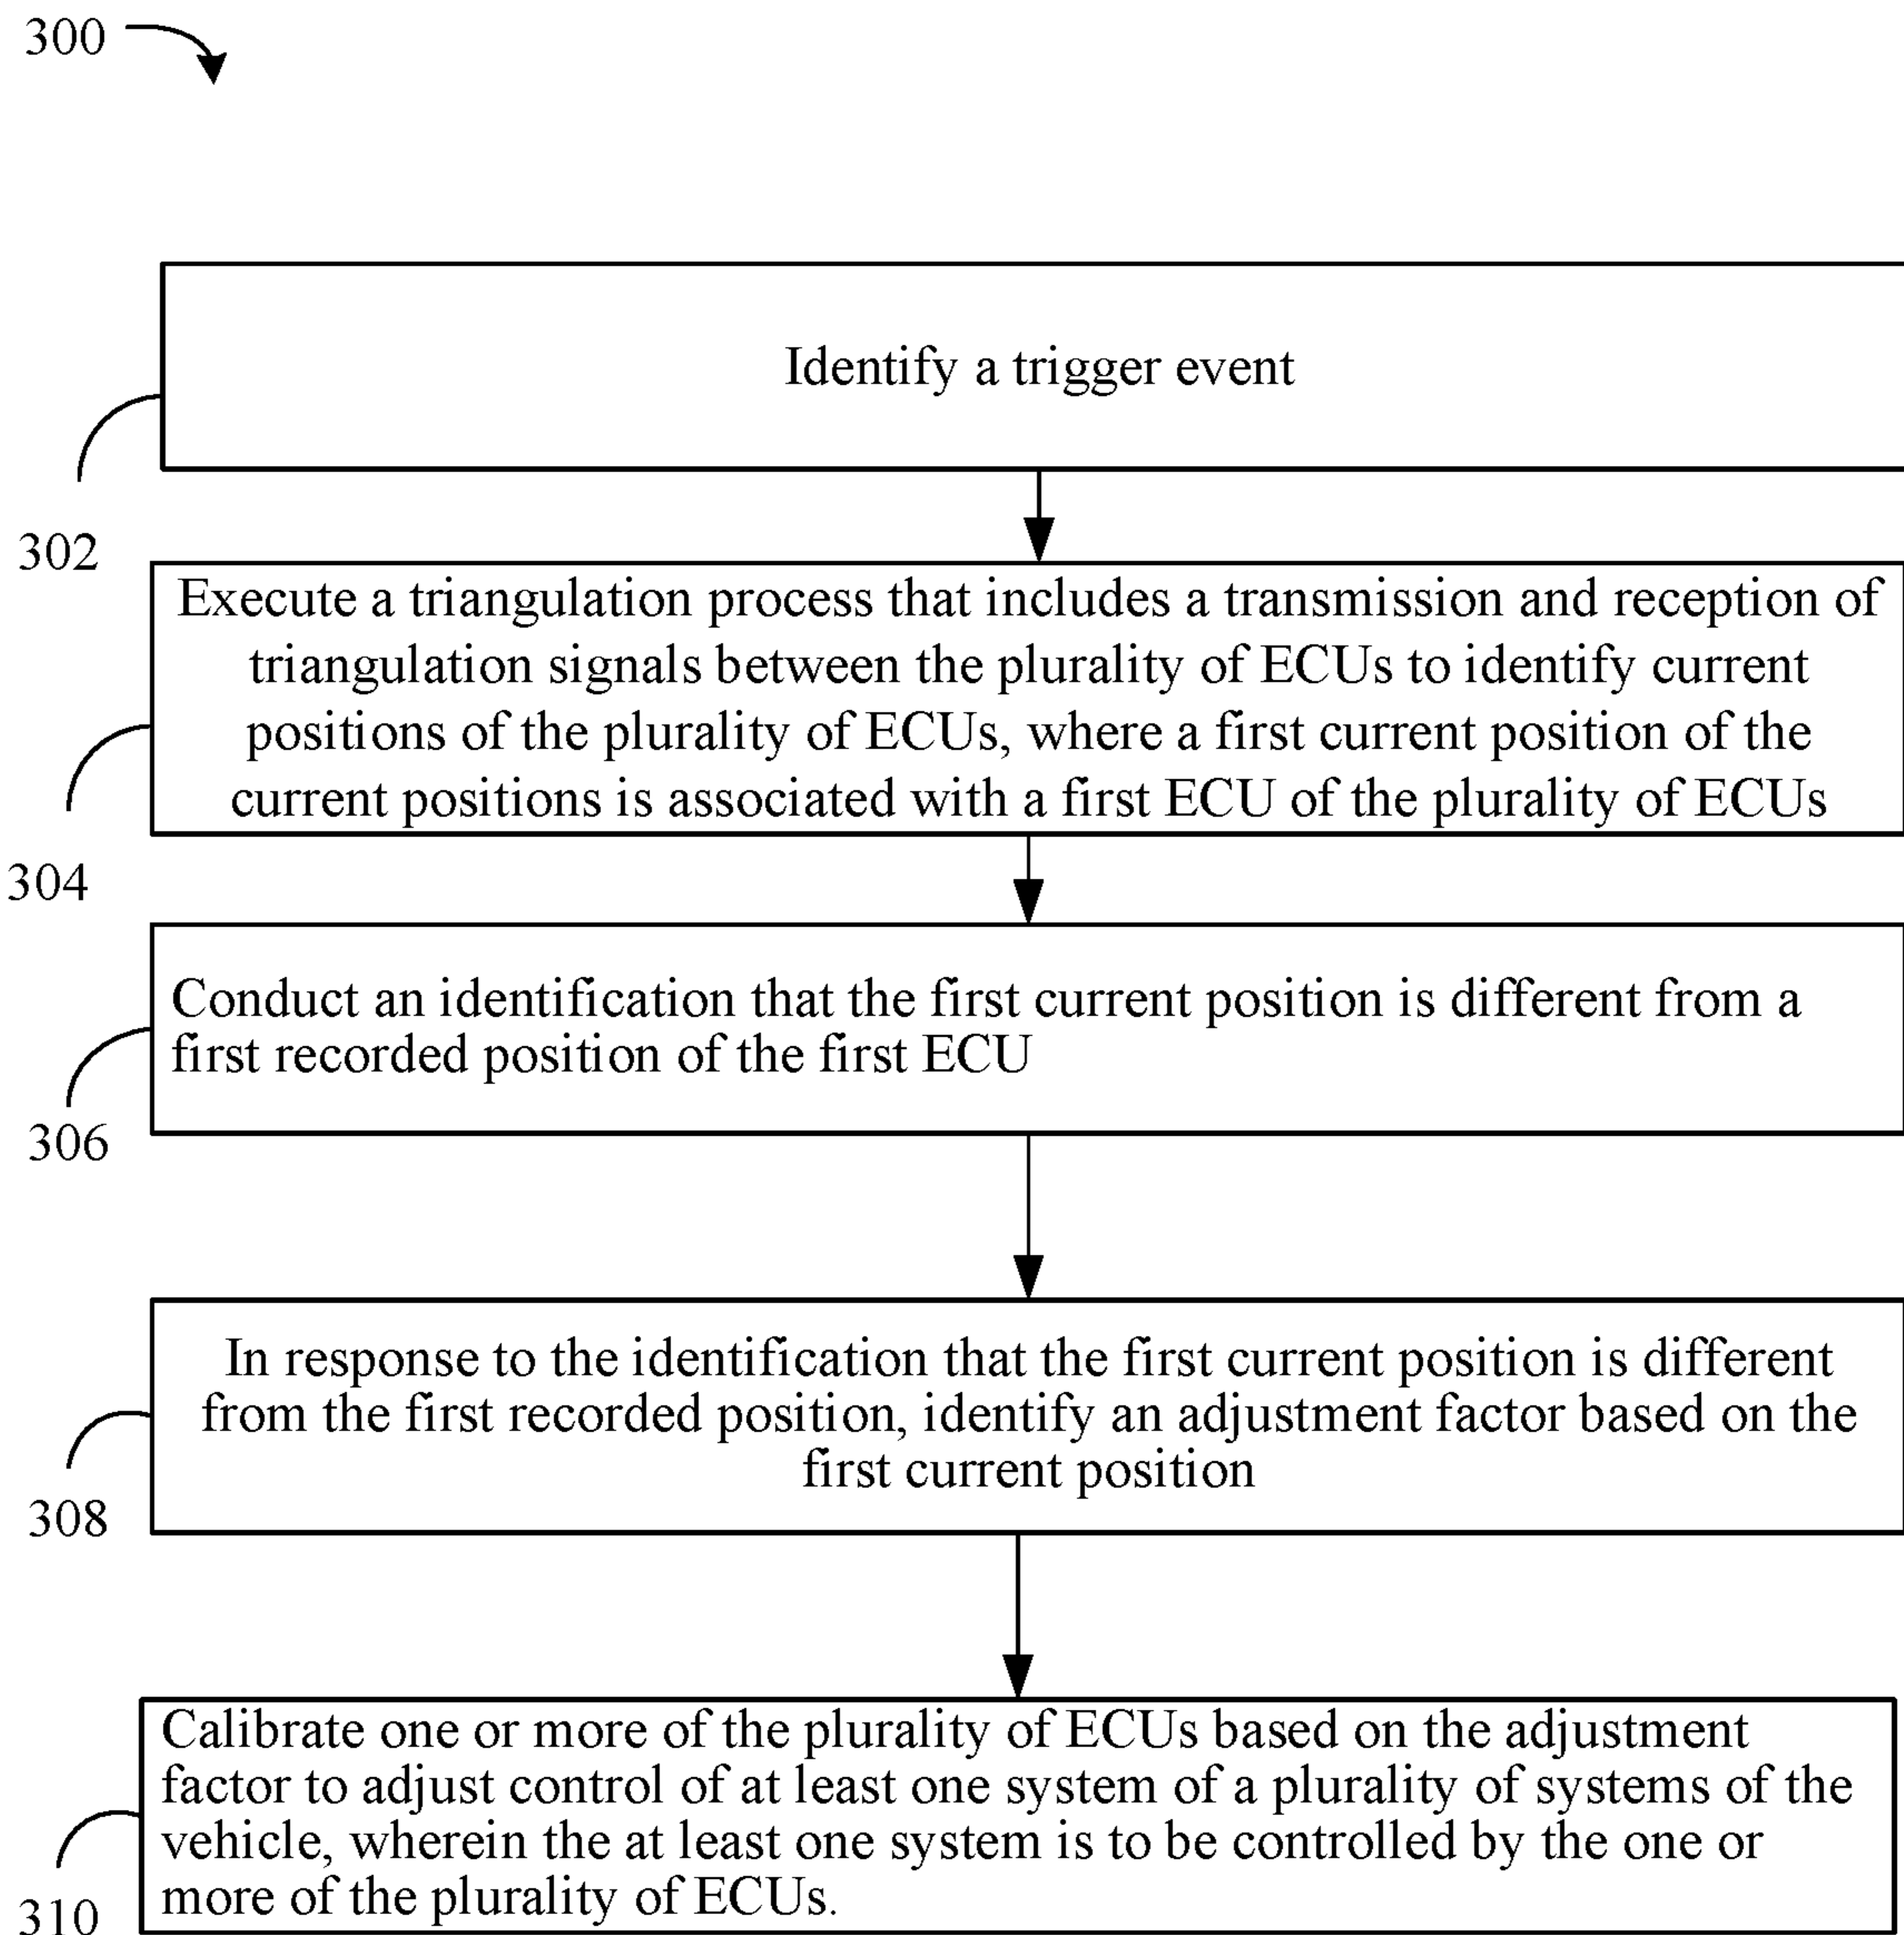 300
Identify a trigger event
302
Execute a triangulation process that includes a transmission and reception of
triangulation signals between the plurality of ECUs to identify current
positions of the plurality of ECUs, where a first current position of the
current positions is associated with a first ECU of the plurality of ECUs
304
Conduct an identification that the first current position is different from a
first recorded position of the first ECU
306
In response to the identification that the first current position is different
from the first recorded position, identify an adjustment factor based on the
first current position
308
Calibrate one or more of the plurality of ECUs based on the adjustment
factor to adjust control of at least one system of a plurality of systems of the
vehicle, wherein the at least one system is to be controlled by the one or
more of the plurality of ECUs.
310